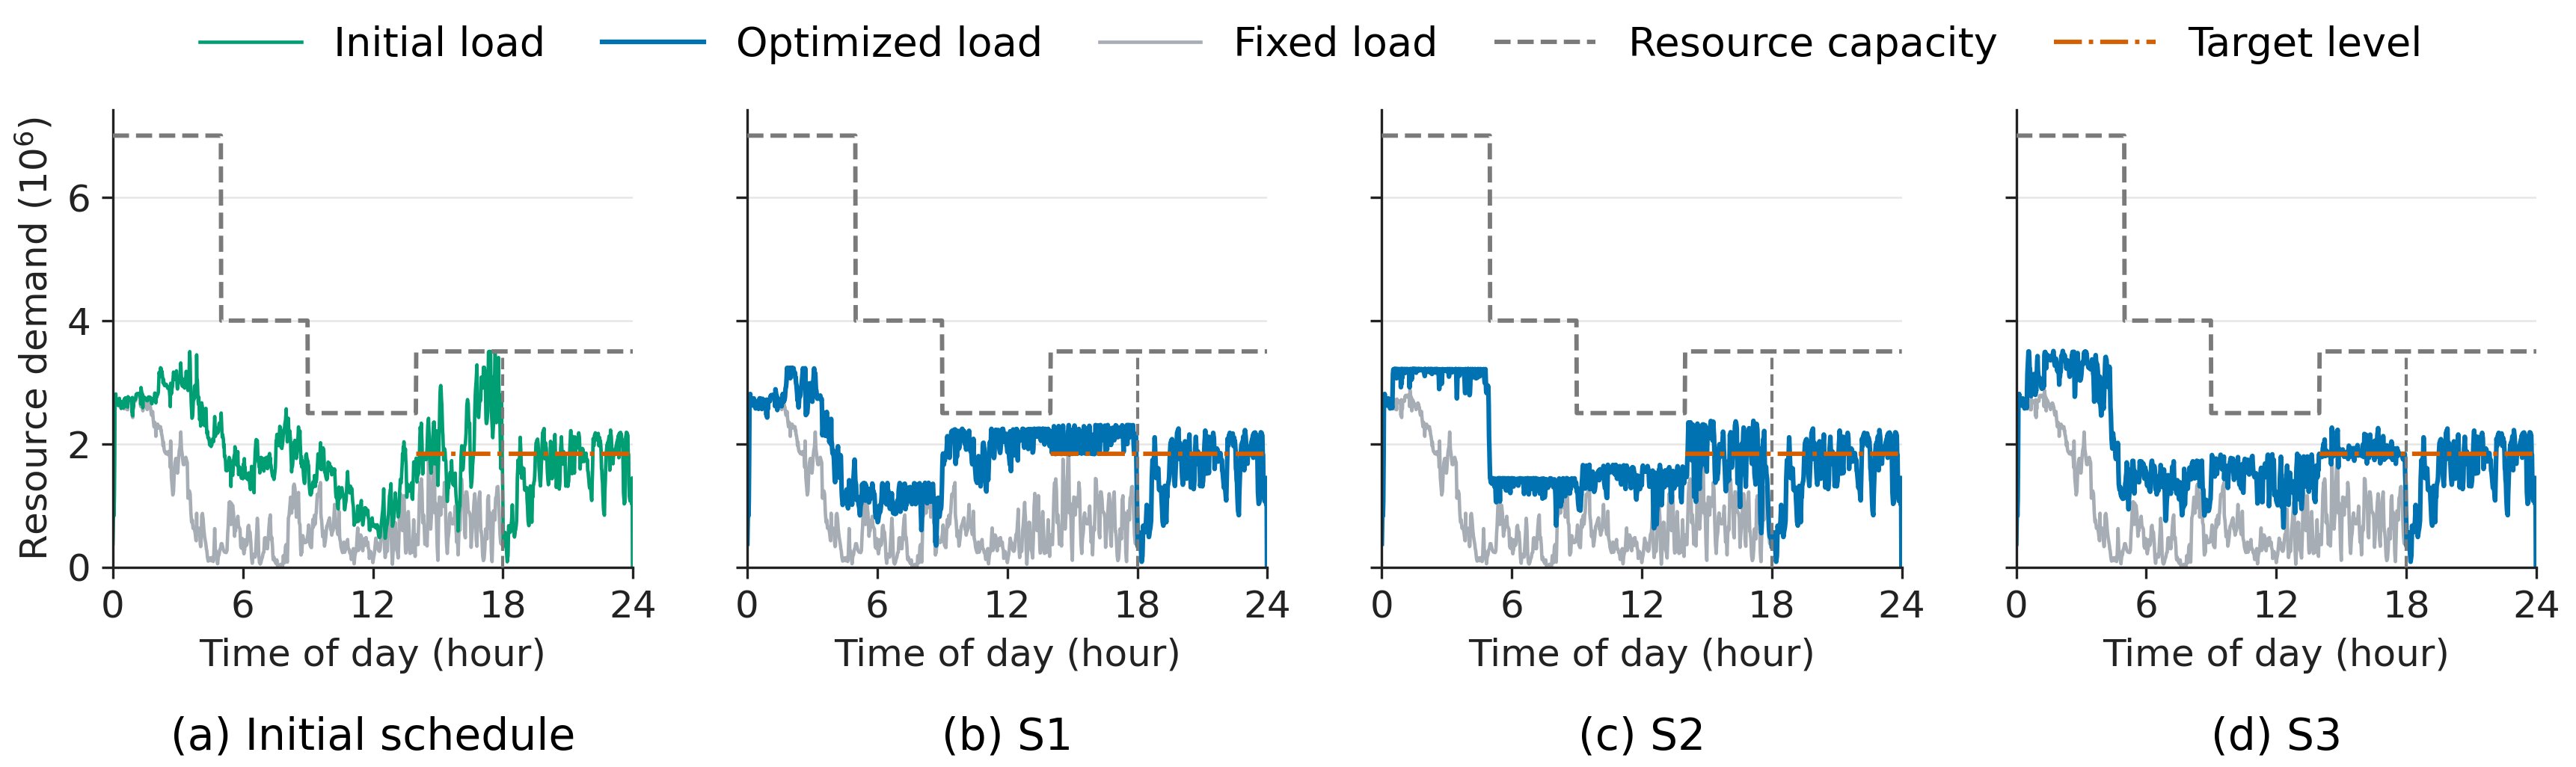 Initial load Optimized load Fixed load Resource capacity Target level
Resource demand (10⁶)
6
4
2
0
0 6 12 18 24
0 6 12 18 24
0 6 12 18 24
0 6 12 18 24
Time of day (hour)
Time of day (hour)
Time of day (hour)
Time of day (hour)
(a) Initial schedule
(b) S1
(c) S2
(d) S3